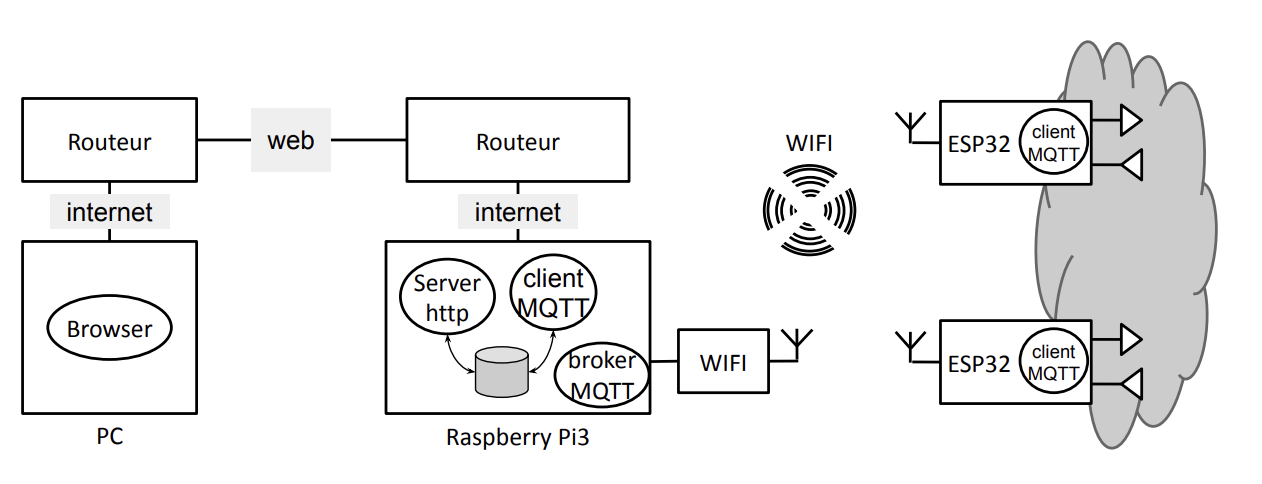 Routeur
web
Routeur
internet
internet
Browser
PC
Server
http
client
MQTT
broker
MQTT
Raspberry Pi3
WIFI
WIFI
ESP32
client
MQTT
ESP32
client
MQTT